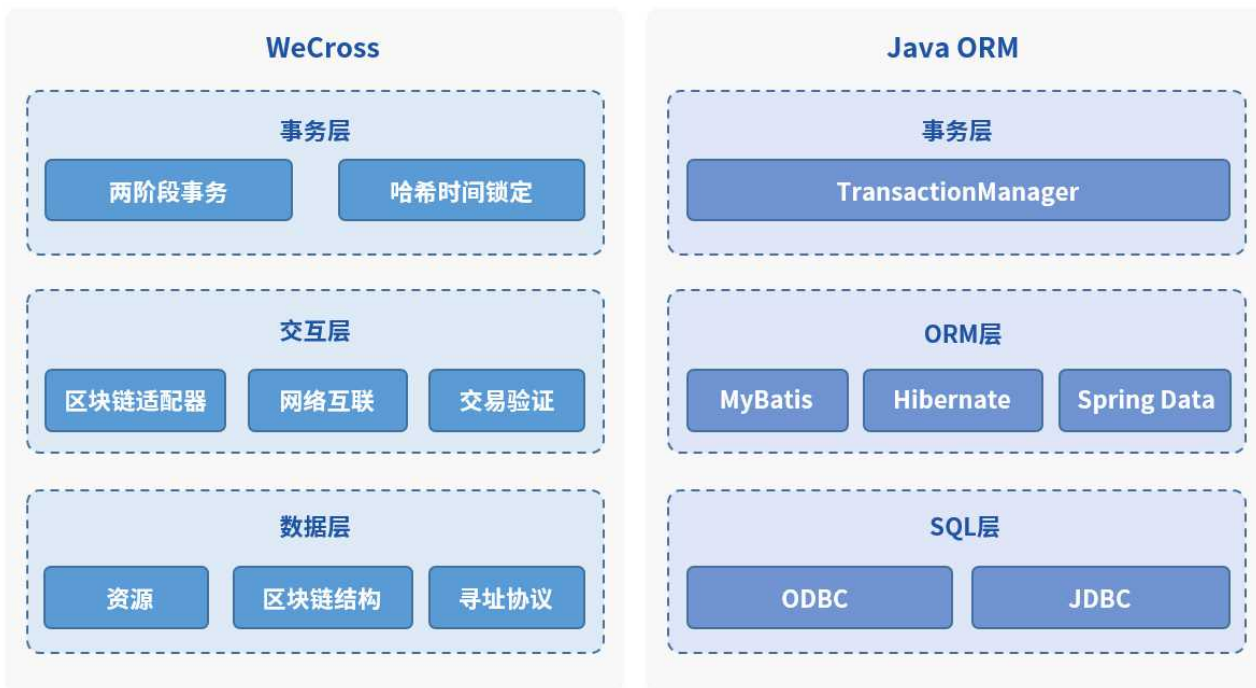 WeCross
事务层
两阶段事务
哈希时间锁定
交互层
区块链适配器
网络互联
交易验证
数据层
资源
区块链结构
寻址协议
Java ORM
事务层
TransactionManager
ORM层
MyBatis
Hibernate
Spring Data
SQL层
ODBC
JDBC